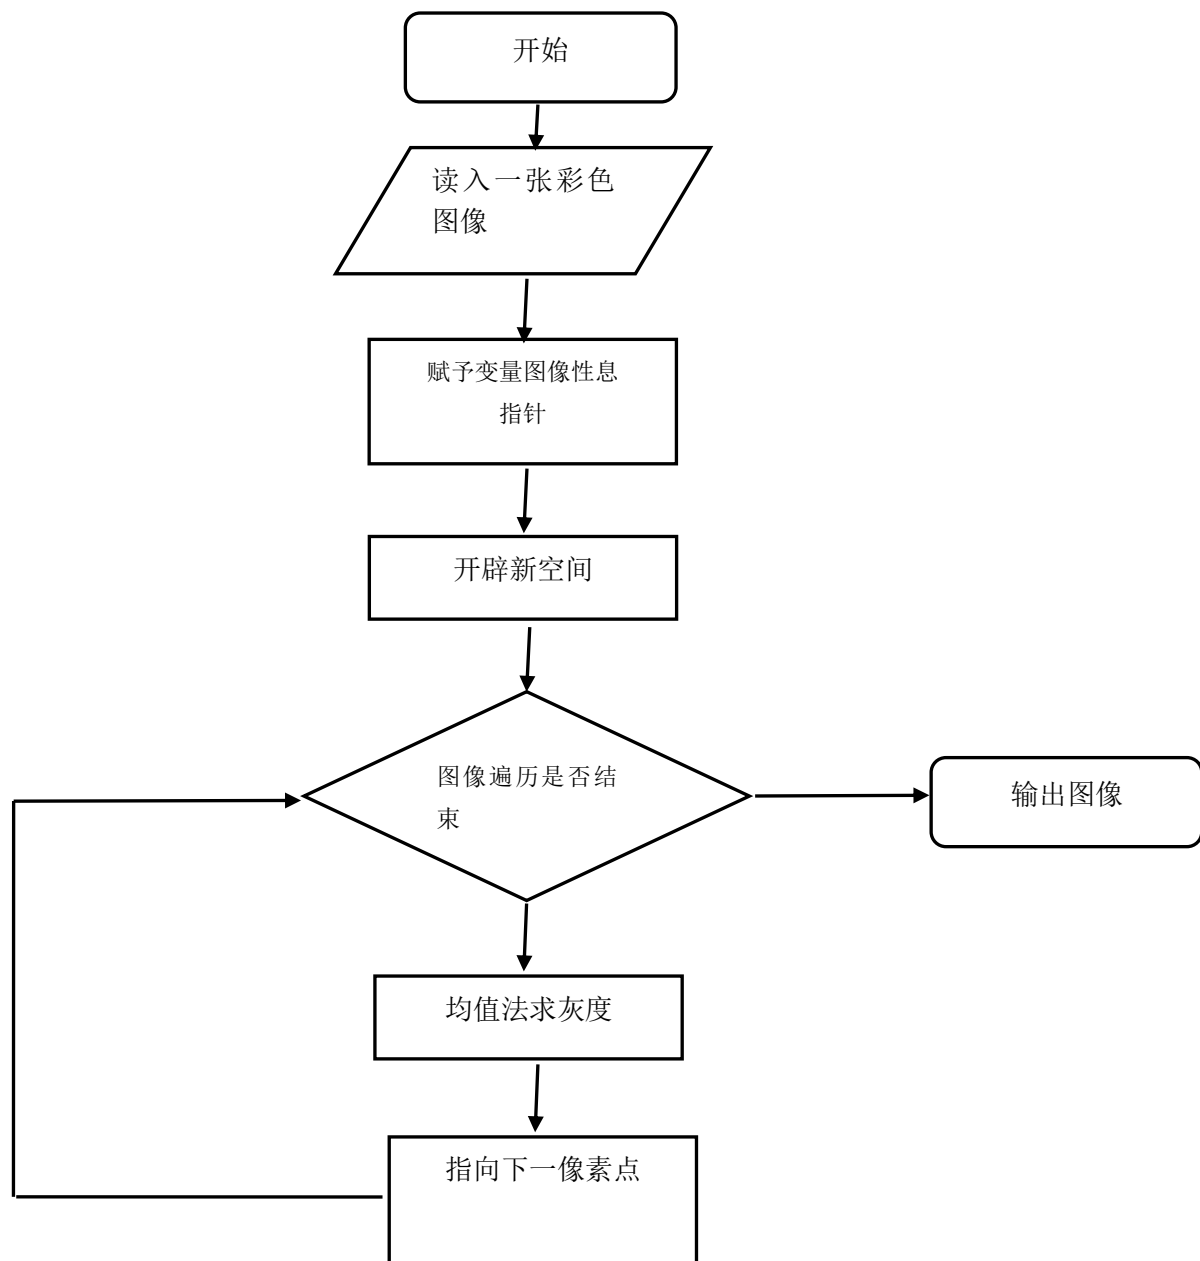 开始
读入一张彩色
图像
赋予变量图像性息
指针
开辟新空间
图像遍历是否结
束
输出图像
均值法求灰度
指向下一像素点